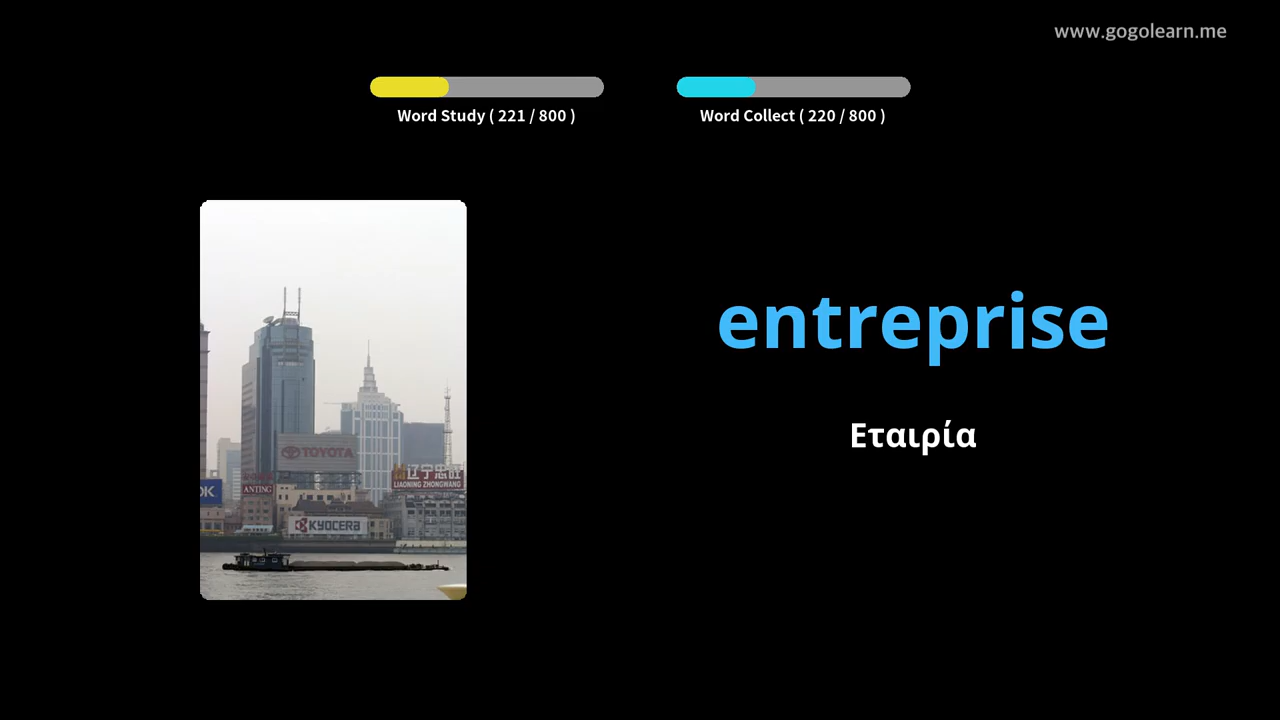 www.gogolearn.me
Word Study ( 221 / 800 )
Word Collect ( 220 / 800 )
entreprise
Εταιρία
TOYOTA
辽宁忠旺
LIAONING ZHONGWANG
ANTING
KYOCERA